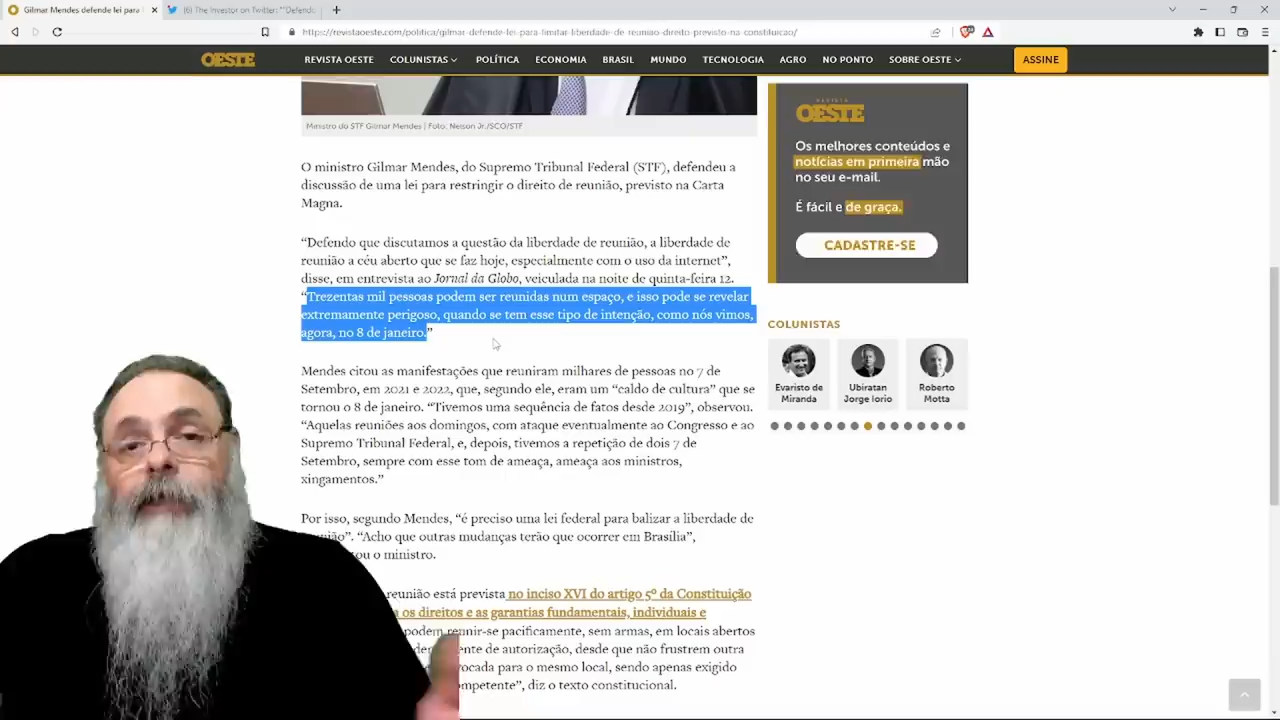 Gilmar Mendes defende lei para
(6) The Investor on Twitter: "Defendo
https://revistaoeste.com/politica/gilmar-defende-lei-para-limitar-liberdade-de-reuniao-direito-previsto-na-constituicao/
OESTE
REVISTA OESTE COLUNISTAS POLÍTICA ECONOMIA BRASIL MUNDO TECNOLOGIA AGRO NO PONTO SOBRE OESTE ASSINE
Ministro do STF Gilmar Mendes | Foto: Nelson Jr./SCO/STF
O ministro Gilmar Mendes, do Supremo Tribunal Federal (STF), defendeu a
discussão de uma lei para restringir o direito de reunião, previsto na Carta
Magna.
“Defendo que discutamos a questão da liberdade de reunião, a liberdade de
reunião a céu aberto que se faz hoje, especialmente com o uso da internet”,
disse, em entrevista ao Jornal da Globo, veiculada na noite de quinta-feira 12.
“Trezentas mil pessoas podem ser reunidas num espaço, e isso pode se revelar
extremamente perigoso, quando se tem esse tipo de intenção, como nós vimos,
agora, no 8 de janeiro.”
Mendes citou as manifestações que reuniram milhares de pessoas no 7 de
Setembro, em 2021 e 2022, que, segundo ele, eram um “caldo de cultura” que se
tornou o 8 de janeiro. “Tivemos uma sequência de fatos desde 2019”, observou.
“Aquelas reuniões aos domingos, com ataque eventualmente ao Congresso e ao
Supremo Tribunal Federal, e, depois, tivemos a repetição de dois 7 de
Setembro, sempre com esse tom de ameaça, ameaça aos ministros,
xingamentos.”
Por isso, segundo Mendes, “é preciso uma lei federal para balizar a liberdade de
“Acho que outras mudanças terão que ocorrer em Brasília”,
ou o ministro.
reunião está prevista no inciso XVI do artigo 5º da Constituição
os direitos e as garantias fundamentais, individuais e
podem reunir-se pacificamente, sem armas, em locais abertos
de autorização, desde que não frustrem outra
para o mesmo local, sendo apenas exigido
diz o texto constitucional.
REVISTA
OESTE
Os melhores conteúdos e
notícias em primeira mão
no seu e-mail.
É fácil e de graça.
CADASTRE-SE
COLUNISTAS
Evaristo de
Miranda
Ubiratan
Jorge Iorio
Roberto
Motta